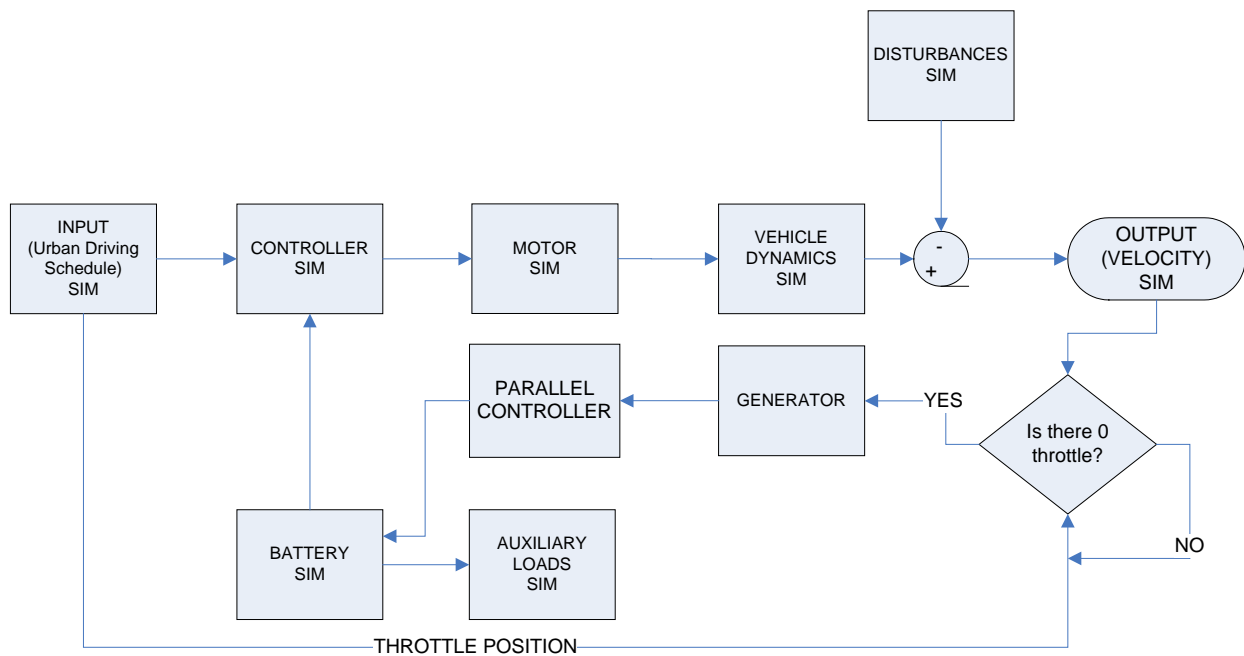 DISTURBANCES
SIM
INPUT
(Urban Driving
Schedule)
SIM
CONTROLLER
SIM
MOTOR
SIM
VEHICLE
DYNAMICS
SIM
-
+
OUTPUT
(VELOCITY)
SIM
PARALLEL
CONTROLLER
GENERATOR
YES
Is there 0
throttle?
NO
BATTERY
SIM
AUXILIARY
LOADS
SIM
THROTTLE POSITION